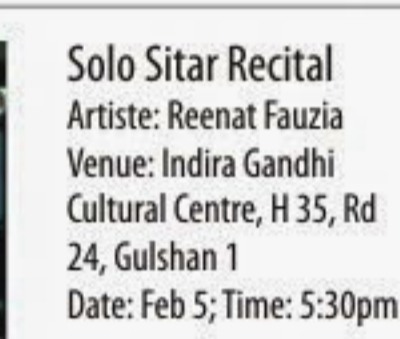 Solo Sitar Recital
Artiste: Reenat Fauzia
Venue: Indira Gandhi
Cultural Centre, H 35, Rd
24, Gulshan 1
Date: Feb 5; Time: 5:30pm